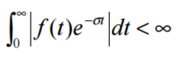 ∫₀^∞ |f(t)e^{-σt}|dt < ∞